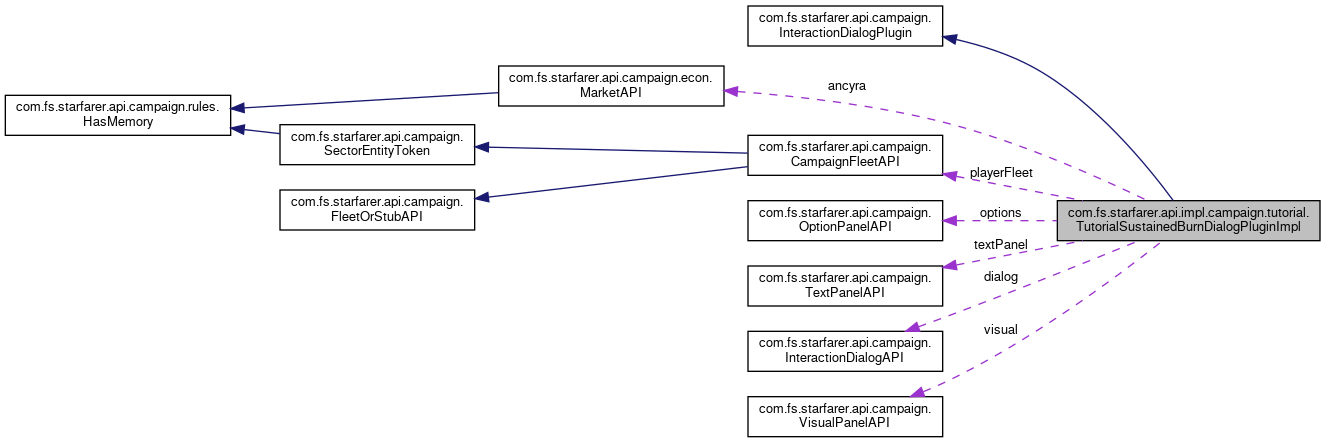 com.fs.starfarer.api.campaign.
InteractionDialogPlugin
com.fs.starfarer.api.campaign.econ.
MarketAPI
ancyra
com.fs.starfarer.api.campaign.rules.
HasMemory
com.fs.starfarer.api.campaign.
SectorEntityToken
com.fs.starfarer.api.campaign.
CampaignFleetAPI
playerFleet
com.fs.starfarer.api.campaign.
FleetOrStubAPI
com.fs.starfarer.api.campaign.
OptionPanelAPI
options
com.fs.starfarer.api.impl.campaign.tutorial.
TutorialSustainedBurnDialogPluginImpl
textPanel
com.fs.starfarer.api.campaign.
TextPanelAPI
dialog
com.fs.starfarer.api.campaign.
InteractionDialogAPI
visual
com.fs.starfarer.api.campaign.
VisualPanelAPI